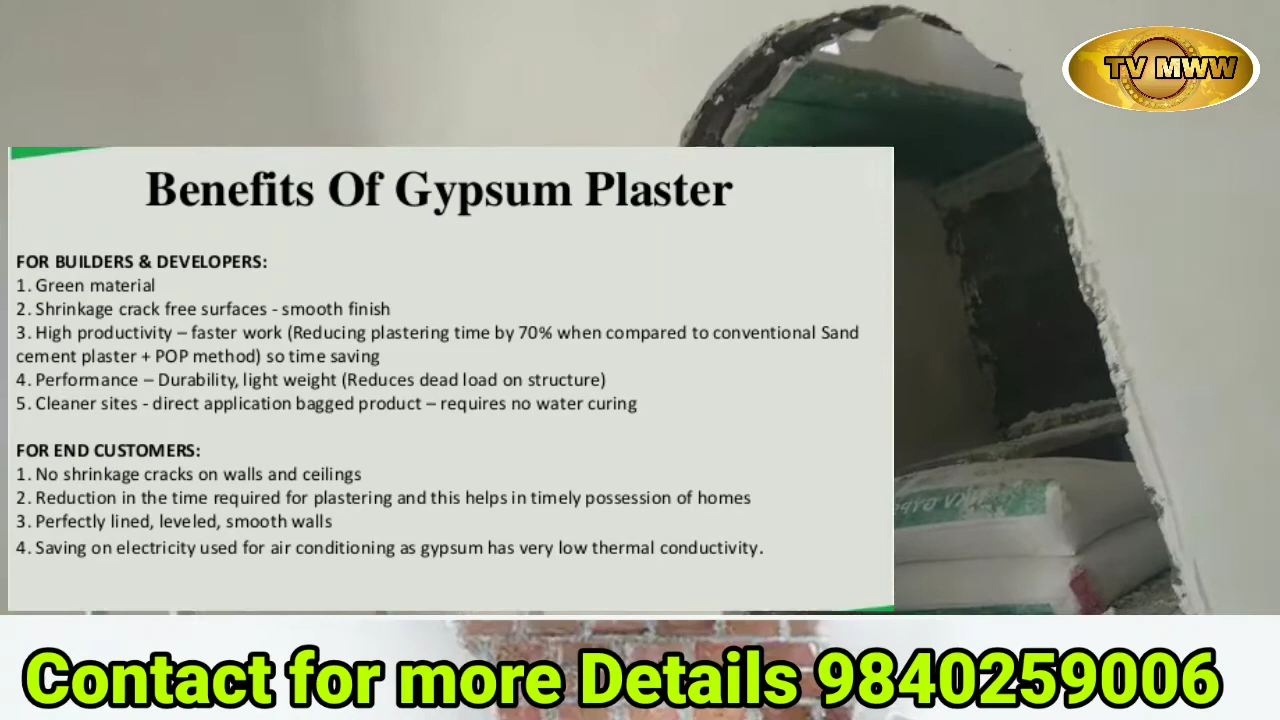 TV MWW
Benefits Of Gypsum Plaster
FOR BUILDERS & DEVELOPERS:
1. Green material
2. Shrinkage crack free surfaces - smooth finish
3. High productivity – faster work (Reducing plastering time by 70% when compared to conventional Sand
cement plaster + POP method) so time saving
4. Performance – Durability, light weight (Reduces dead load on structure)
5. Cleaner sites - direct application bagged product – requires no water curing
FOR END CUSTOMERS:
1. No shrinkage cracks on walls and ceilings
2. Reduction in the time required for plastering and this helps in timely possession of homes
3. Perfectly lined, leveled, smooth walls
4. Saving on electricity used for air conditioning as gypsum has very low thermal conductivity.
Contact for more Details 9840259006